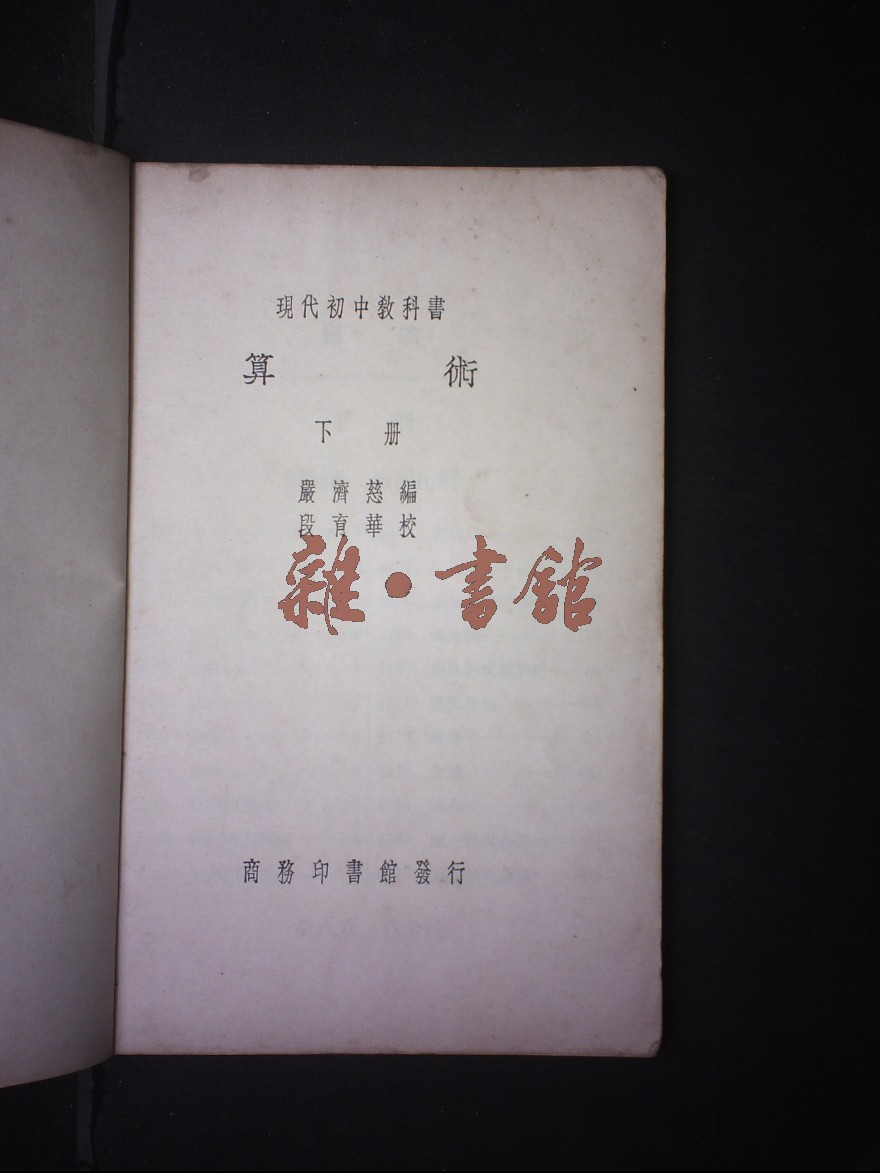 現代初中教科書
算術
下册
嚴濟慈編
段育華校
雜·書館
商務印書館發行